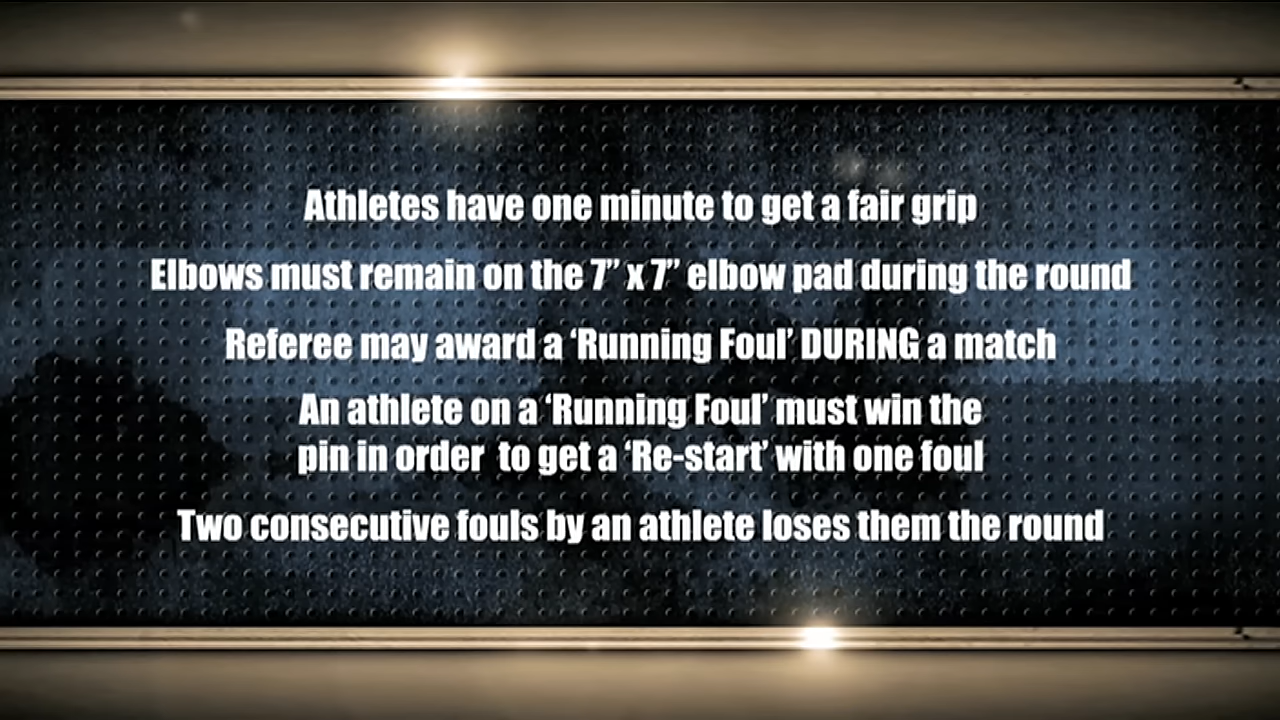 Athletes have one minute to get a fair grip
Elbows must remain on the 7” x 7” elbow pad during the round
Referee may award a ‘Running Foul’ DURING a match
An athlete on a ‘Running Foul’ must win the
pin in order  to get a ‘Re-start’ with one foul
Two consecutive fouls by an athlete loses them the round